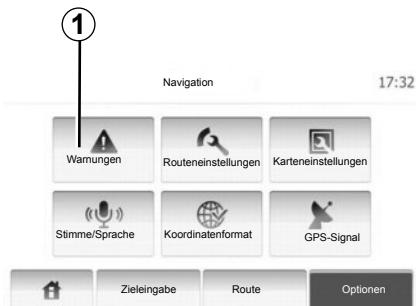 1
Navigation
17:32
Warnungen
Routeneinstellungen
Karteneinstellungen
Stimme/Sprache
Koordinatenformat
GPS-Signal
Zieleingabe
Route
Optionen